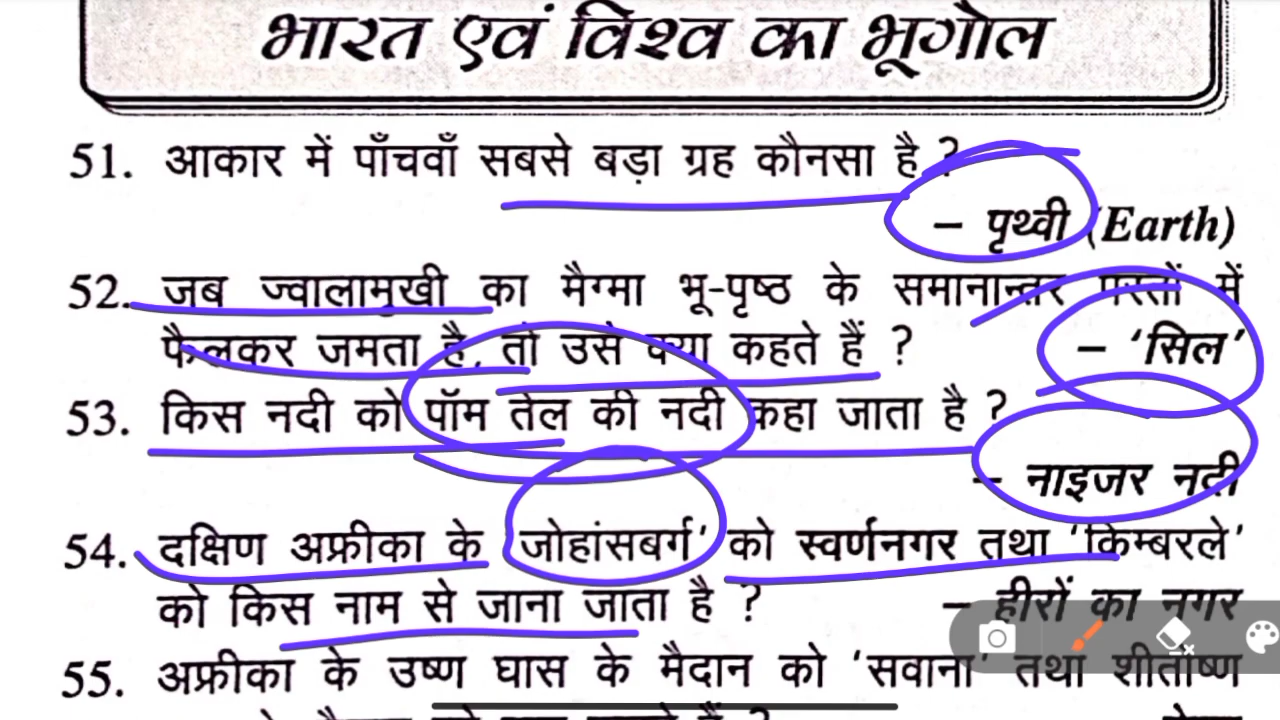 भारत एवं विश्व का भूगोल
51. आकार में पाँचवाँ सबसे बड़ा ग्रह कौनसा है ?
– पृथ्वी (Earth)
52. जब ज्वालामुखी का मैग्मा भू-पृष्ठ के समानान्तर परतों में
फैलकर जमता है, तो उसे क्या कहते हैं ? – ‘सिल’
53. किस नदी को पॉम तेल की नदी कहा जाता है ?
– नाइजर नदी
54. दक्षिण अफ्रीका के ‘जोहांसबर्ग’ को स्वर्णनगर तथा ‘किम्बरले’
को किस नाम से जाना जाता है ? – हीरों का नगर
55. अफ्रीका के उष्ण घास के मैदान को ‘सवाना’ तथा शीतोष्ण